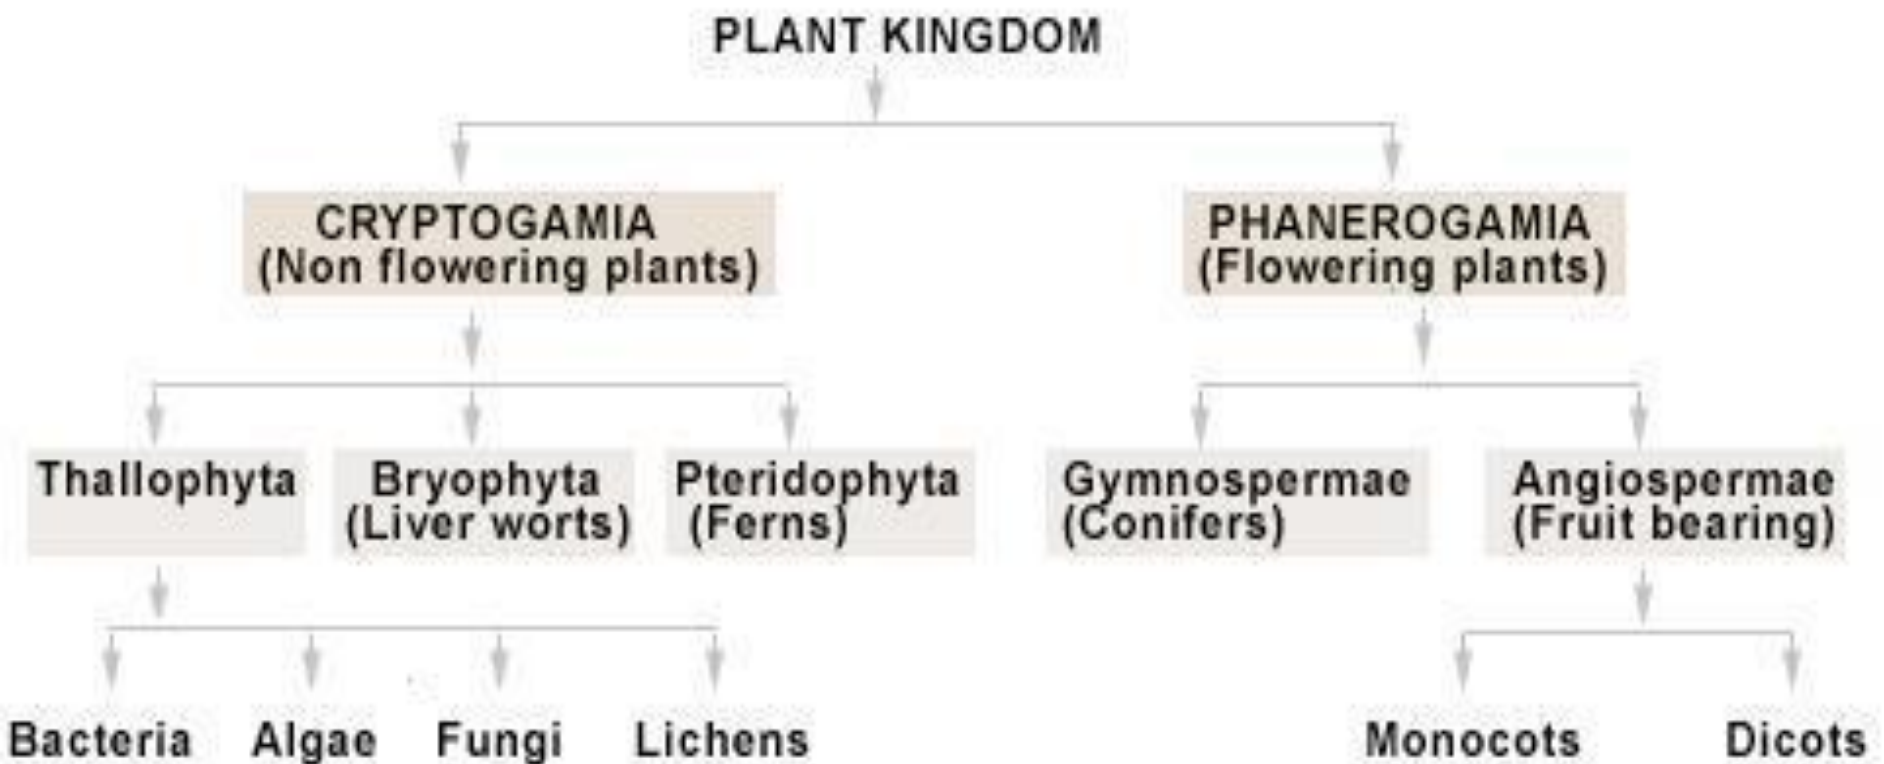 PLANT KINGDOM
CRYPTOGAMIA
(Non flowering plants)
PHANEROGAMIA
(Flowering plants)
Thallophyta
Bryophyta
(Liver worts)
Pteridophyta
(Ferns)
Gymnospermae
(Conifers)
Angiospermae
(Fruit bearing)
Bacteria
Algae
Fungi
Lichens
Monocots
Dicots